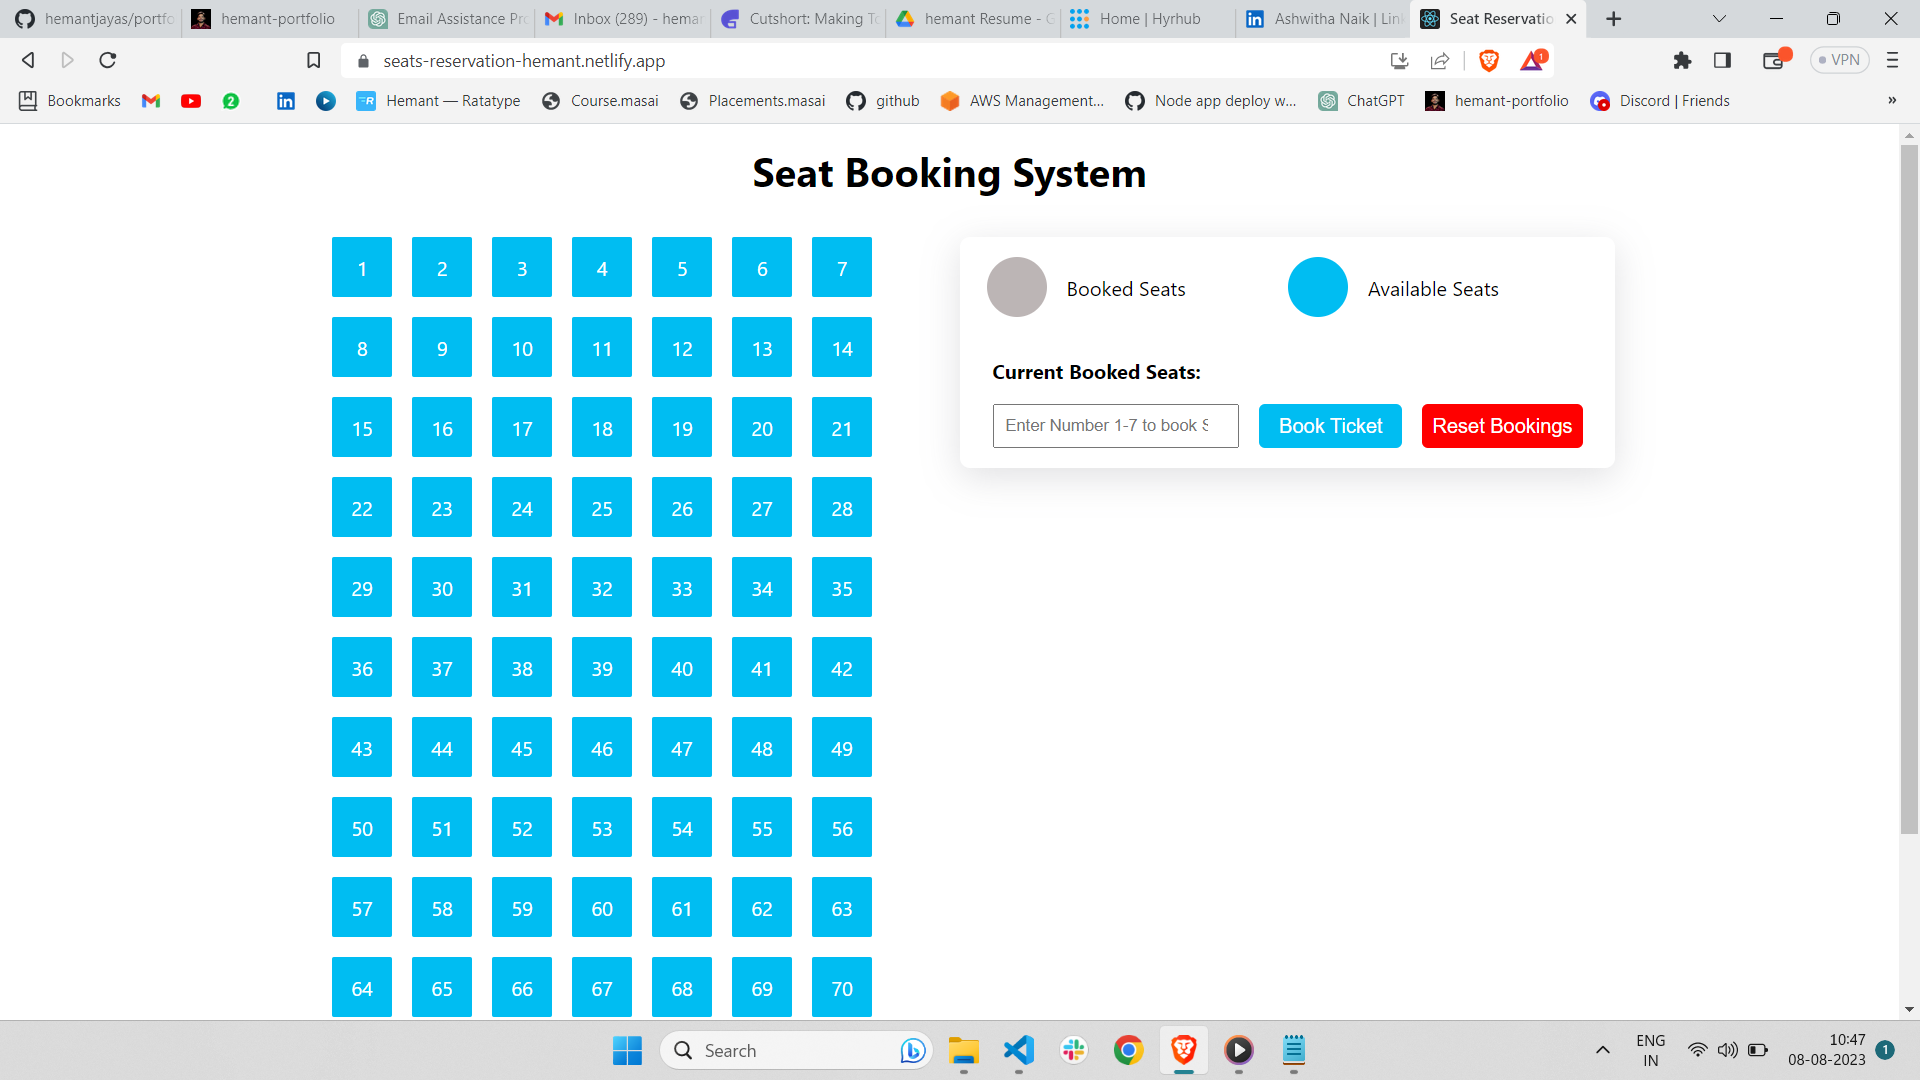 hemantjayas/portfo
hemant-portfolio
Email Assistance Pro
Inbox (289) - hemar
Cutshort: Making To
hemant Resume - G
Home | Hyrhub
Ashwitha Naik | Link
Seat Reservatio
seats-reservation-hemant.netlify.app
1
VPN
Bookmarks
2
Hemant — Ratatype
Course.masai
Placements.masai
github
AWS Management...
Node app deploy w...
ChatGPT
hemant-portfolio
Discord | Friends
»
Seat Booking System
1 2 3 4 5 6 7
8 9 10 11 12 13 14
15 16 17 18 19 20 21
22 23 24 25 26 27 28
29 30 31 32 33 34 35
36 37 38 39 40 41 42
43 44 45 46 47 48 49
50 51 52 53 54 55 56
57 58 59 60 61 62 63
64 65 66 67 68 69 70
Booked Seats
Available Seats
Current Booked Seats:
Enter Number 1-7 to book S
Book Ticket
Reset Bookings
Search
ENG
IN
10:47
08-08-2023
1